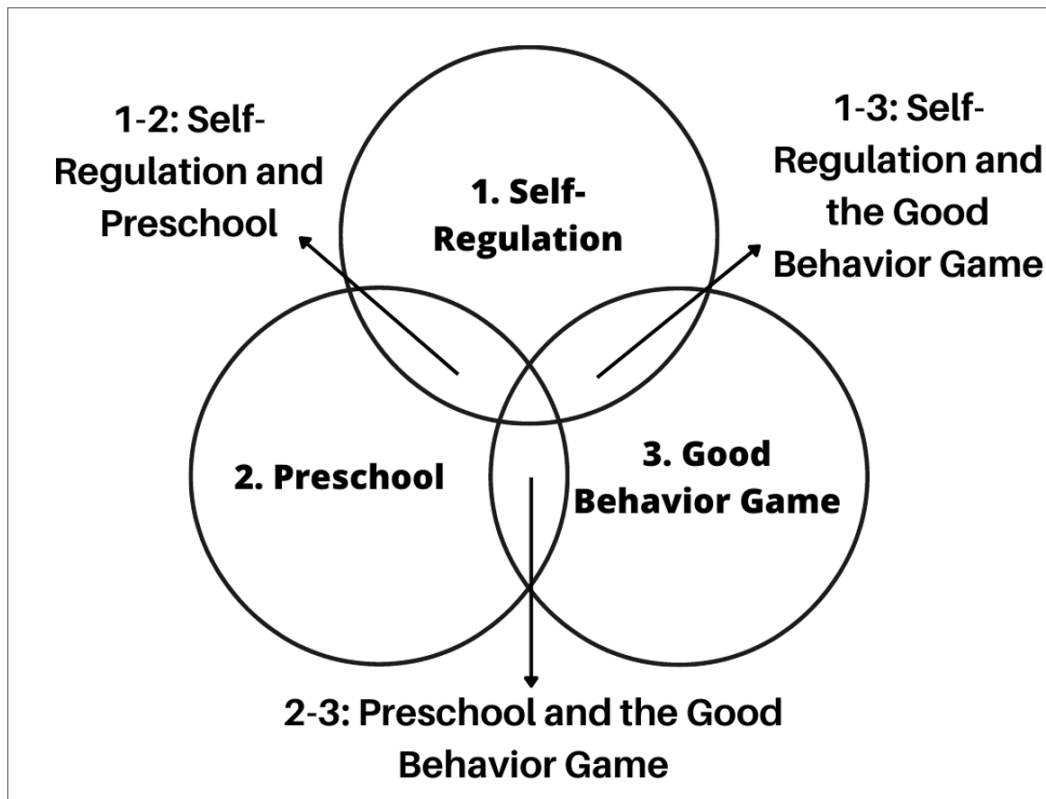 1-2: Self-
Regulation and
Preschool
1. Self-
Regulation
1-3: Self-
Regulation and
the Good
Behavior Game
2. Preschool
3. Good
Behavior Game
2-3: Preschool and the Good
Behavior Game